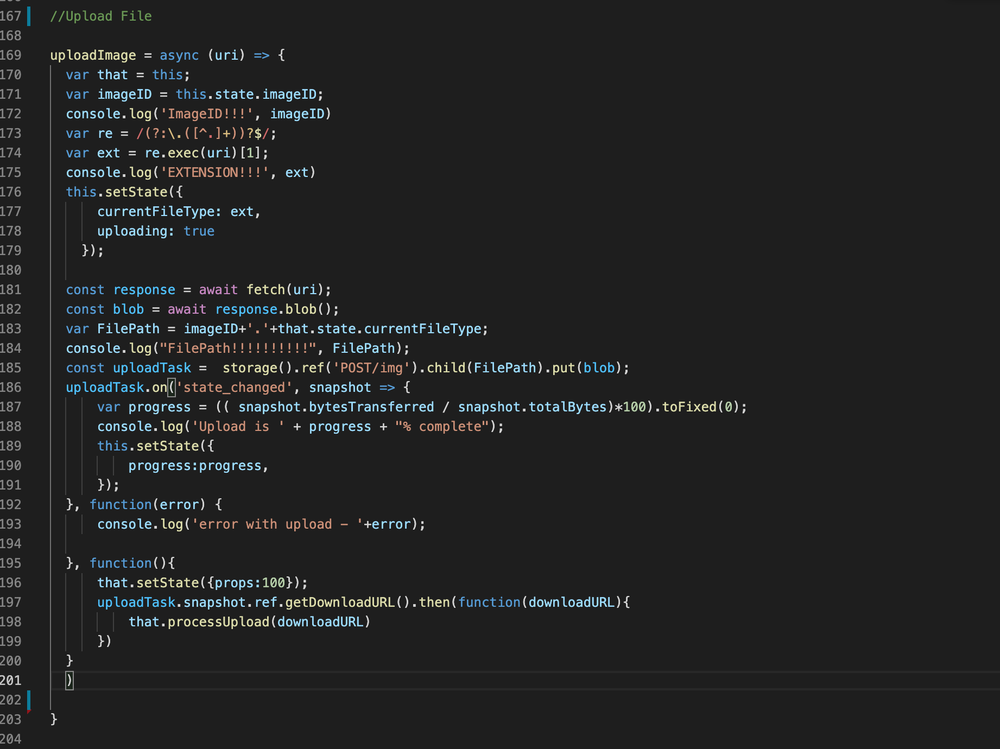 167 //Upload File
168
169 uploadImage = async (uri) => {
170 var that = this;
171 var imageID = this.state.imageID;
172 console.log('ImageID!!!', imageID)
173 var re = /(?:\.([^.]+))?$/;
174 var ext = re.exec(uri)[1];
175 console.log('EXTENSION!!!', ext)
176 this.setState({
177 currentFileType: ext,
178 uploading: true
179 });
180
181 const response = await fetch(uri);
182 const blob = await response.blob();
183 var FilePath = imageID+'.'+that.state.currentFileType;
184 console.log("FilePath!!!!!!!!!!", FilePath);
185 const uploadTask =  storage().ref('POST/img').child(FilePath).put(blob);
186 uploadTask.on('state_changed', snapshot => {
187 var progress = (( snapshot.bytesTransferred / snapshot.totalBytes)*100).toFixed(0);
188 console.log('Upload is ' + progress + "% complete");
189 this.setState({
190 progress:progress,
191 });
192 }, function(error) {
193 console.log('error with upload - '+error);
194
195 }, function(){
196 that.setState({props:100});
197 uploadTask.snapshot.ref.getDownloadURL().then(function(downloadURL){
198 that.processUpload(downloadURL)
199 })
200 }
201 )
202
203 }
204